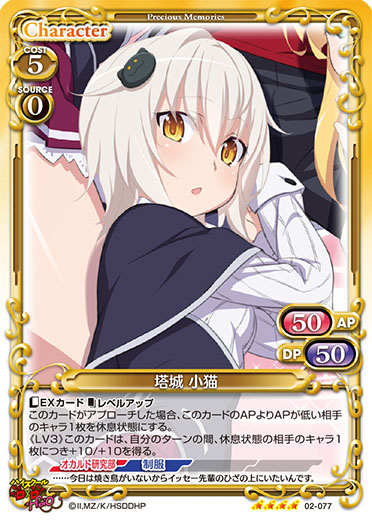 Precious Memories
Character
COST
5
SOURCE
0
50 AP
DP 50
塔城 小猫
EXカード レベルアップ
このカードがアプローチした場合、このカードのAPよりAPが低い相手
のキャラ1枚を休息状態にする。
《LV3》このカードは、自分のターンの間、休息状態の相手のキャラ1
枚につき+10/+10を得る。
オカルト研究部 制服
……今日は焼き鳥がいないからイッセー先輩のひざの上にいたいんです。
ハイスクール
©II,MZ/K/HSDDHP
02-077